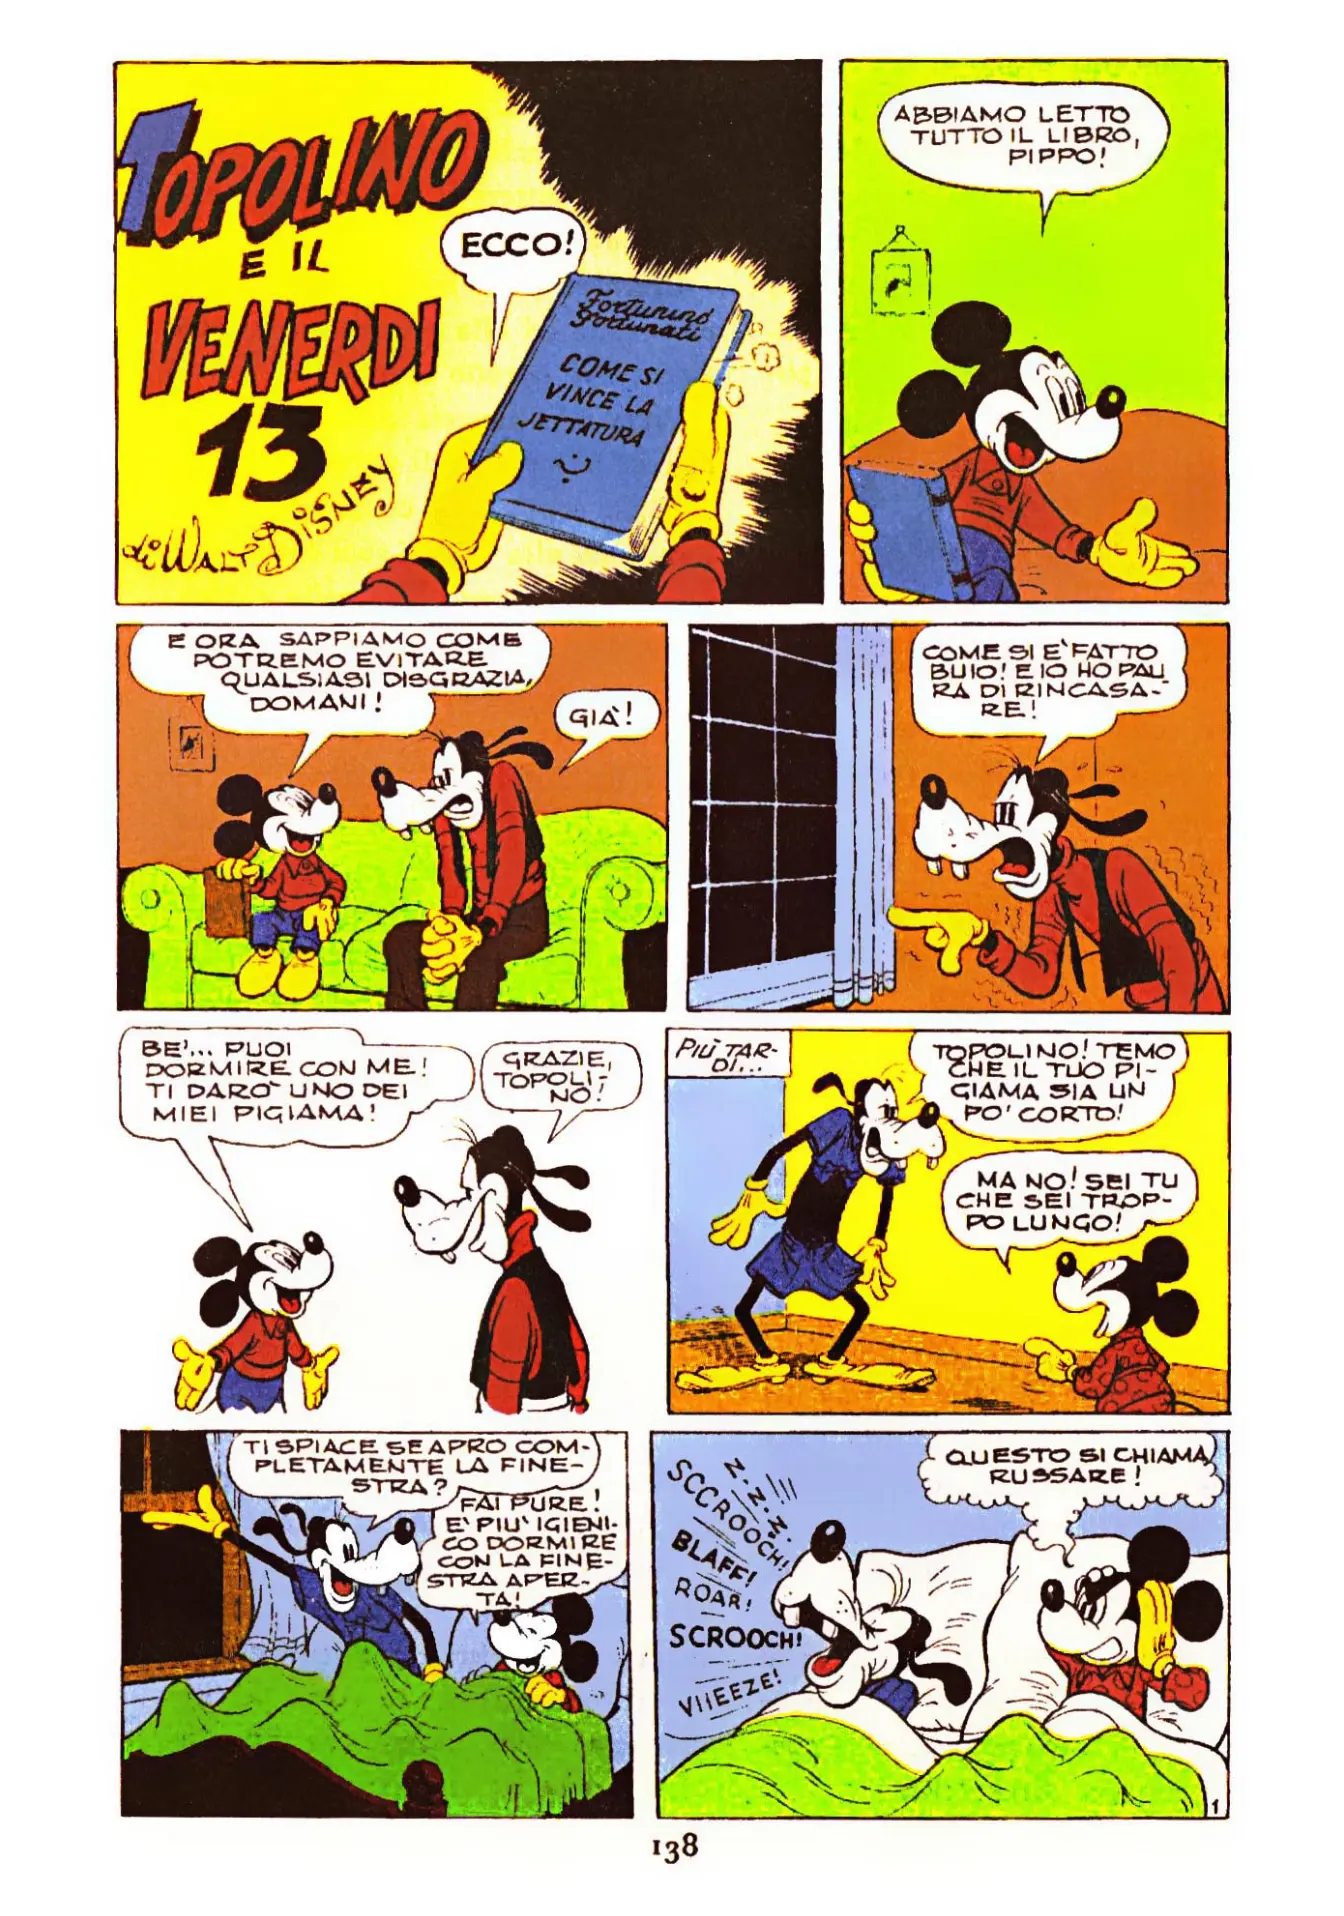 TOPOLINO
E IL
VENERDI
13
di WALT DISNEY
ECCO!
Fortunino
Fortunati
COME SI
VINCE LA
JETTATURA
ABBIAMO LETTO
TUTTO IL LIBRO,
PIPPO!
E ORA SAPPIAMO COME
POTREMO EVITARE
QUALSIASI DISGRAZIA,
DOMANI!
GIA'!
COME SI E' FATTO
BUIO! E IO HO PAU
RA DI RINCASA-
RE!
BE'... PUOI
DORMIRE CON ME!
TI DARO' UNO DEI
MIEI PIGIAMA!
GRAZIE,
TOPOLI-
NO!
PIÙ TAR-
DI...
TOPOLINO! TEMO
CHE IL TUO PI-
GIAMA SIA UN
PO' CORTO!
MA NO! SEI TU
CHE SEI TROP-
PO LUNGO!
TI SPIACE SE APRO COM-
PLETAMENTE LA FINE-
STRA?
FAI PURE!
E' PIU' IGIENI-
CO DORMIRE
CON LA FINE-
STRA APER-
TA!
Z.Z.Z.Z.
SCCROOCH!
BLAFF!
ROAR!
SCROOCH!
VIIEEZE!
QUESTO SI CHIAMA
RUSSARE!
1
138